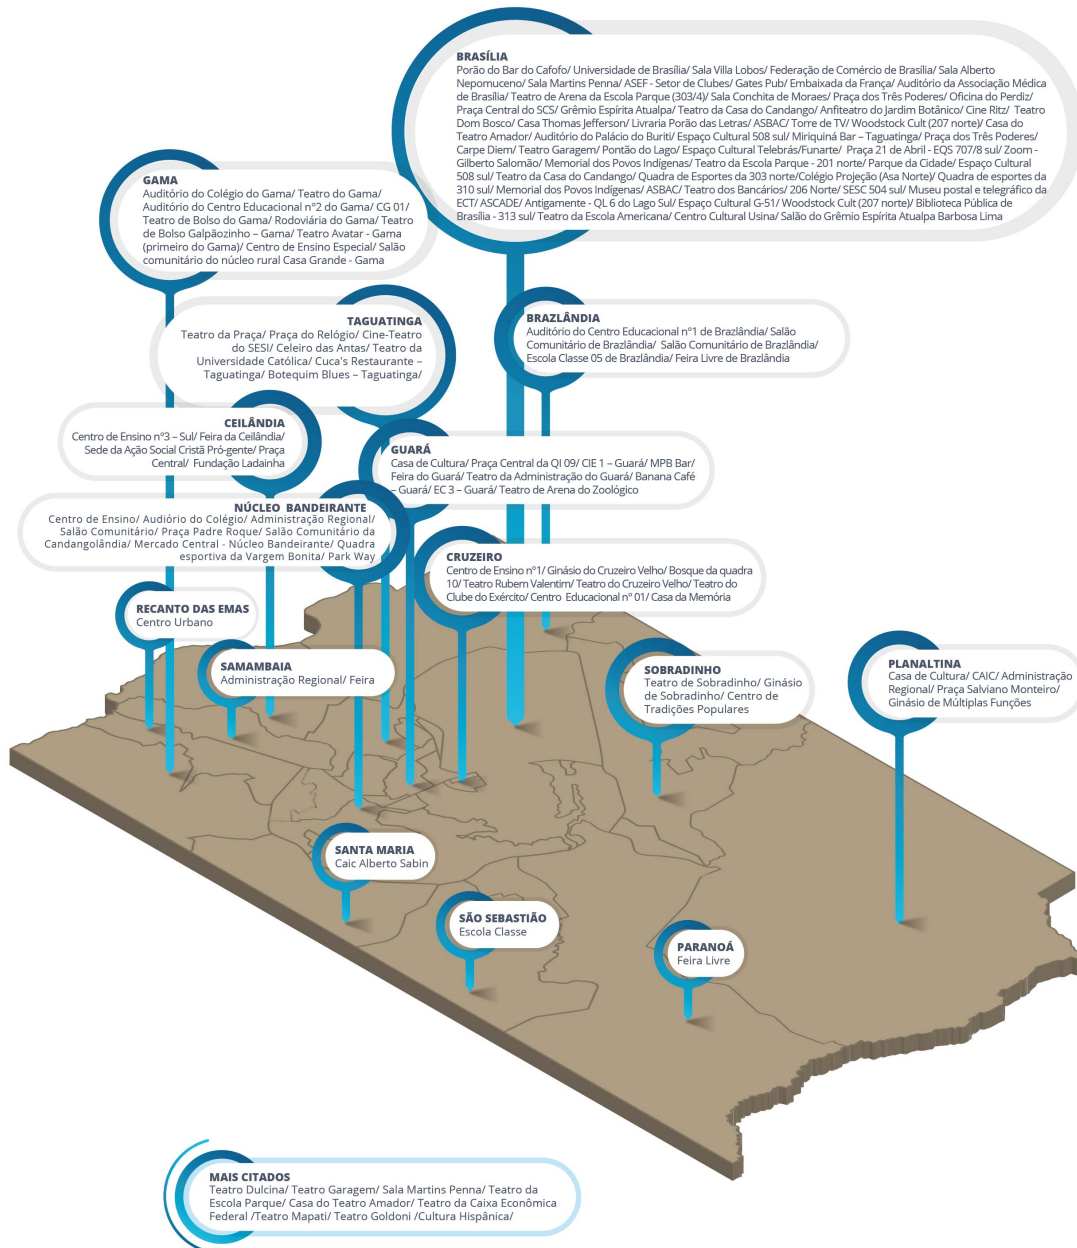 BRASÍLIA
Porão do Bar do Cafofo/ Universidade de Brasília/ Sala Villa Lobos/ Federação de Comércio de Brasília/ Sala Alberto
Nepomuceno/ Sala Martins Penna/ ASEF - Setor de Clubes/ Gates Pub/ Embaixada da França/ Auditório da Associação Médica
de Brasília/ Teatro de Arena da Escola Parque (303/4)/ Sala Conchita de Moraes/ Praça dos Três Poderes/ Oficina do Perdiz/
Praça Central do SCS/ Grêmio Espírita Atualpa/ Teatro da Casa do Candango/ Anfiteatro do Jardim Botânico/ Cine Ritz/ Teatro
Dom Bosco/ Casa Thomas Jefferson/ Livraria Porão das Letras/ ASBAC/ Torre de TV/ Woodstock Cult (207 norte)/ Casa do
Teatro Amador/ Auditório do Palácio do Buriti/ Espaço Cultural 508 sul/ Miriquiná Bar – Taguatinga/ Praça dos Três Poderes/
Carpe Diem/ Teatro Garagem/ Pontão do Lago/ Espaço Cultural Telebrás/Funarte/ Praça 21 de Abril - EQS 707/8 sul/ Zoom -
Gilberto Salomão/ Memorial dos Povos Indígenas/ Teatro da Escola Parque - 201 norte/ Parque da Cidade/ Espaço Cultural
508 sul/ Teatro da Casa do Candango/ Quadra de Esportes da 303 norte/Colégio Projeção (Asa Norte)/ Quadra de esportes da
310 sul/ Memorial dos Povos Indígenas/ ASBAC/ Teatro dos Bancários/ 206 Norte/ SESC 504 sul/ Museu postal e telegráfico da
ECT/ ASCADE/ Antigamente - QL 6 do Lago Sul/ Espaço Cultural G-51/ Woodstock Cult (207 norte)/ Biblioteca Pública de
Brasília - 313 sul/ Teatro da Escola Americana/ Centro Cultural Usina/ Salão do Grêmio Espírita Atualpa Barbosa Lima
GAMA
Auditório do Colégio do Gama/ Teatro do Gama/
Auditório do Centro Educacional nº2 do Gama/ CG 01/
Teatro de Bolso do Gama/ Rodoviária do Gama/ Teatro
de Bolso Galpãozinho – Gama/ Teatro Avatar - Gama
(primeiro do Gama)/ Centro de Ensino Especial/ Salão
comunitário do núcleo rural Casa Grande - Gama
TAGUATINGA
Teatro da Praça/ Praça do Relógio/ Cine-Teatro
do SESI/ Celeiro das Antas/ Teatro da
Universidade Católica/ Cuca's Restaurante –
Taguatinga/ Botequim Blues – Taguatinga/
BRAZLÂNDIA
Auditório do Centro Educacional nº1 de Brazlândia/ Salão
Comunitário de Brazlândia/ Salão Comunitário de Brazlândia/
Escola Classe 05 de Brazlândia/ Feira Livre de Brazlândia
CEILÂNDIA
Centro de Ensino nº3 – Sul/ Feira da Ceilândia/
Sede da Ação Social Cristã Pró-gente/ Praça
Central/ Fundação Ladainha
GUARÁ
Casa de Cultura/ Praça Central da QI 09/ CIE 1 – Guará/ MPB Bar/
Feira do Guará/ Teatro da Administração do Guará/ Banana Café
– Guará/ EC 3 – Guará/ Teatro de Arena do Zoológico
NÚCLEO BANDEIRANTE
Centro de Ensino/ Audiório do Colégio/ Administração Regional/
Salão Comunitário/ Praça Padre Roque/ Salão Comunitário da
Candangolândia/ Mercado Central - Núcleo Bandeirante/ Quadra
esportiva da Vargem Bonita/ Park Way
CRUZEIRO
Centro de Ensino nº1/ Ginásio do Cruzeiro Velho/ Bosque da quadra
10/ Teatro Rubem Valentim/ Teatro do Cruzeiro Velho/ Teatro do
Clube do Exército/ Centro Educacional nº 01/ Casa da Memória
RECANTO DAS EMAS
Centro Urbano
SAMAMBAIA
Administração Regional/ Feira
SOBRADINHO
Teatro de Sobradinho/ Ginásio
de Sobradinho/ Centro de
Tradições Populares
PLANALTINA
Casa de Cultura/ CAIC/ Administração
Regional/ Praça Salviano Monteiro/
Ginásio de Múltiplas Funções
SANTA MARIA
Caic Alberto Sabin
SÃO SEBASTIÃO
Escola Classe
PARANOÁ
Feira Livre
MAIS CITADOS
Teatro Dulcina/ Teatro Garagem/ Sala Martins Penna/ Teatro da
Escola Parque/ Casa do Teatro Amador/ Teatro da Caixa Econômica
Federal /Teatro Mapati/ Teatro Goldoni /Cultura Hispânica/